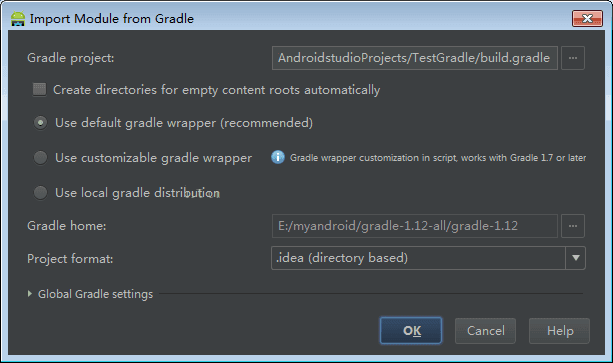 Import Module from Gradle
Gradle project: AndroidstudioProjects/TestGradle/build.gradle ...
Create directories for empty content roots automatically
Use default gradle wrapper (recommended)
Use customizable gradle wrapper Gradle wrapper customization in script, works with Gradle 1.7 or later
Use local gradle distribution
Gradle home: E:/myandroid/gradle-1.12-all/gradle-1.12 ...
Project format: .idea (directory based)
Global Gradle settings
OK Cancel Help